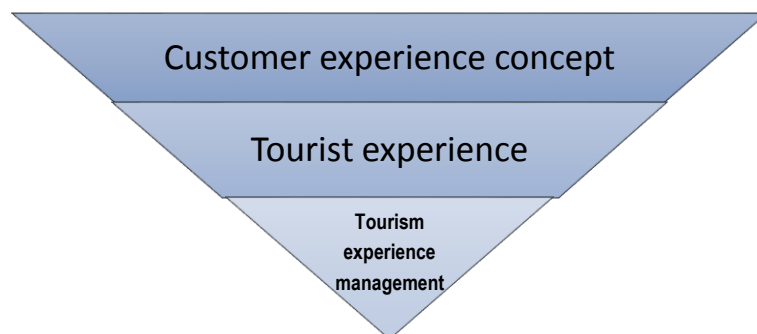 Customer experience concept
Tourist experience
Tourism
experience
management